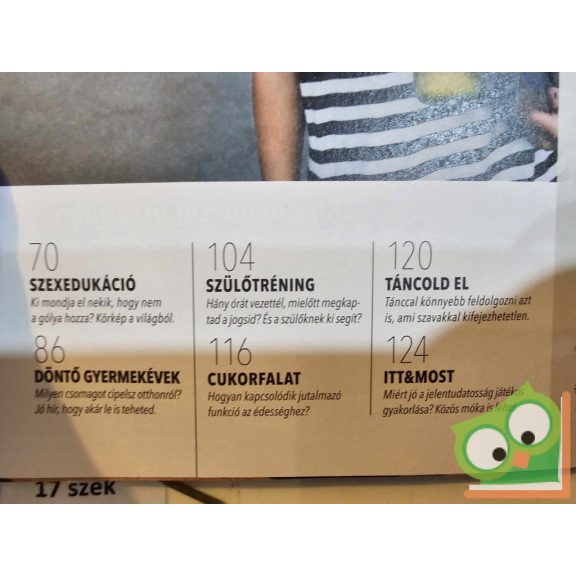 70
SZEXEDUKÁCIÓ
Ki mondja el nekik, hogy nem
a gólya hozza? Körkép a világból.
86
DÖNTŐ GYERMEKÉVEK
Milyen csomagot cipelsz otthonról?
Jó hír, hogy akár le is teheted.
104
SZÜLŐTRÉNING
Hány órát vezettél, mielőtt megkap-
tad a jogsid? És a szülőknek ki segít?
116
CUKORFALAT
Hogyan kapcsolódik jutalmazó
funkció az édességhez?
120
TÁNCOLD EL
Tánccal könnyebb feldolgozni azt
is, ami szavakkal kifejezhetetlen.
124
ITT&MOST
Miért jó a jelentudatosság játékos
gyakorlása? Közös móka is
17 szek